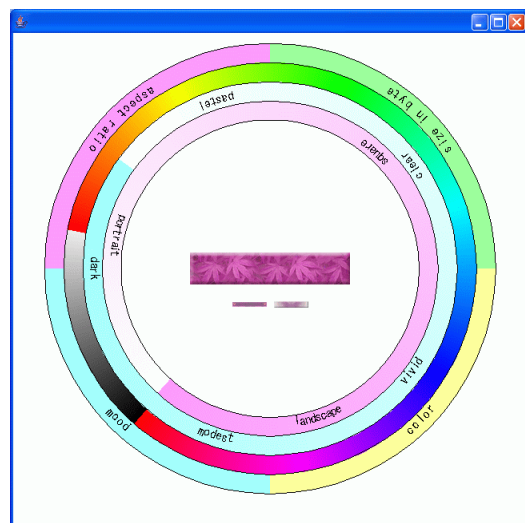 aspect ratio
size in byte
color
mood
pastel
clear
vivid
modest
dark
square
landscape
portrait